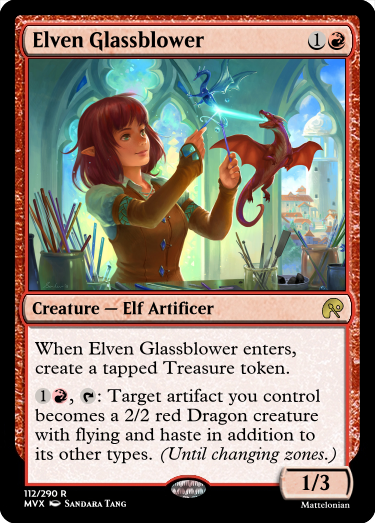 Elven Glassblower 1
Creature — Elf Artificer
When Elven Glassblower enters,
create a tapped Treasure token.
1 , : Target artifact you control
becomes a 2/2 red Dragon creature
with flying and haste in addition to
its other types. (Until changing zones.)
1/3
112/290 R
MVX SANDARA TANG
Mattelonian